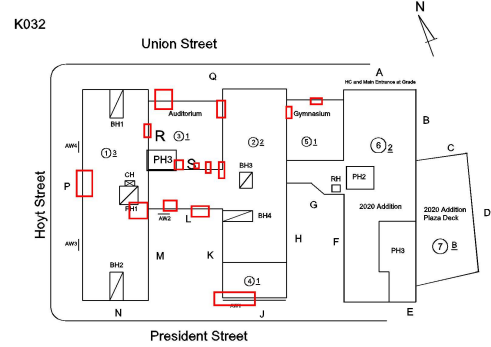 N
K032
Union Street
Q
A
HC and Main Entrance at Grade
Auditorium
Gymnasium
BH1
B
R
3 1
AW4
1 3
2 2
5 1
6 2
C
PH3
S
BH3
CH
RH
PH2
P
Hoyt Street
PH1
AW2
L
BH4
G
2020 Addition
2020 Addition
Plaza Deck
D
AW3
M
K
H
F
PH3
7 B
BH2
4 1
N
J
E
President Street